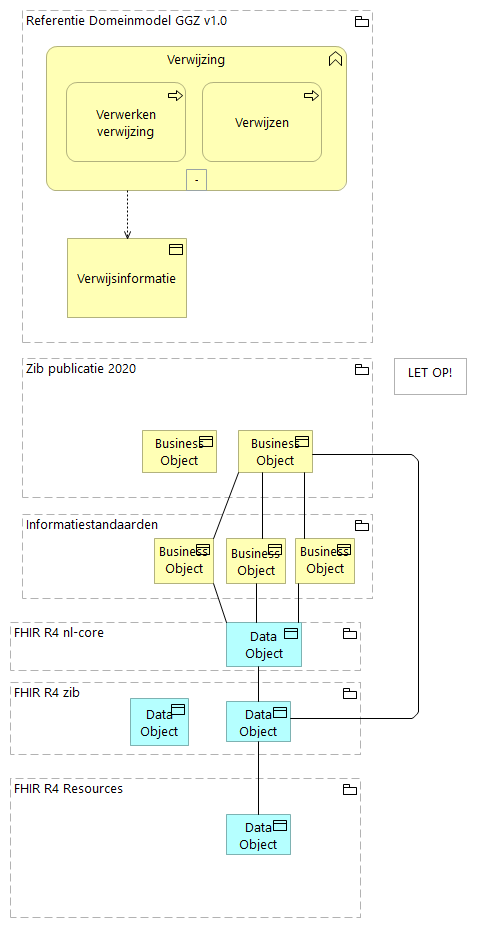 Referentie Domeinmodel GGZ v1.0
Verwijzing
Verwerken
verwijzing
Verwijzen
-
Verwijsinformatie
Zib publicatie 2020
LET OP!
Business
Object
Business
Object
Informatiestandaarden
Business
Object
Business
Object
Business
Object
FHIR R4 nl-core
Data
Object
FHIR R4 zib
Data
Object
Data
Object
FHIR R4 Resources
Data
Object